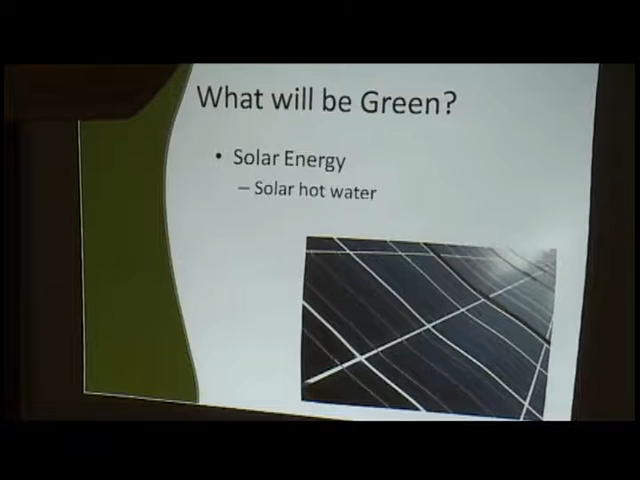 What will be Green?
• Solar Energy
– Solar hot water